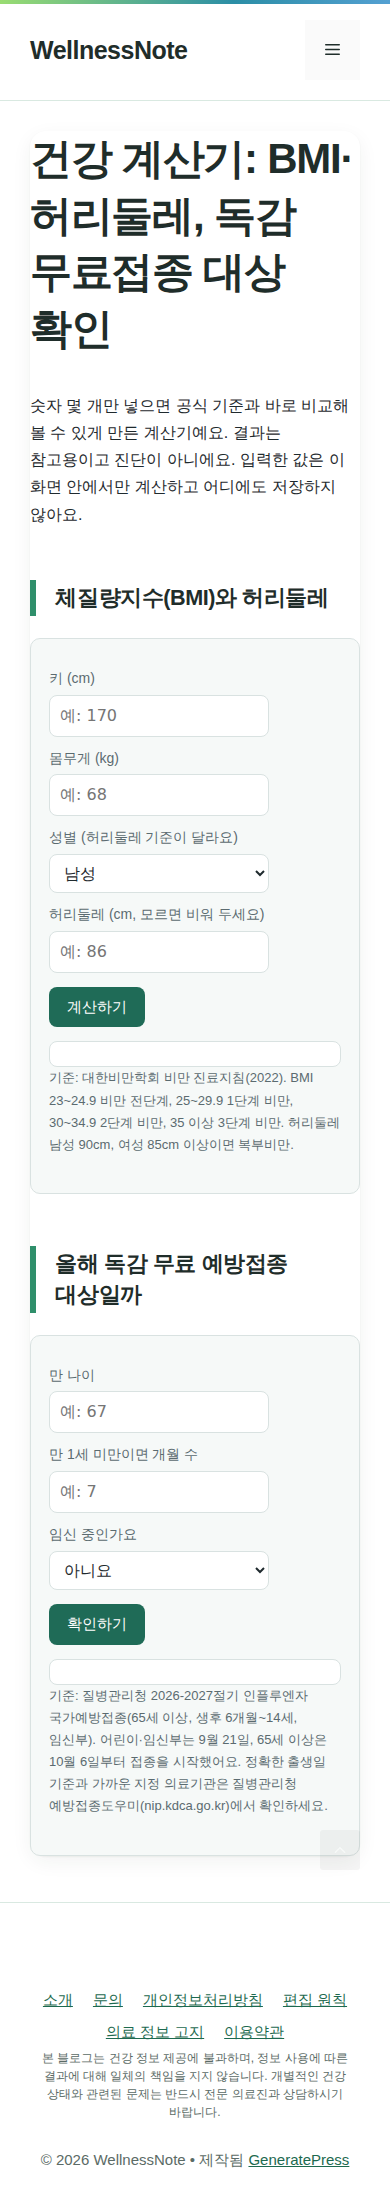 WellnessNote
건강 계산기: BMI·
허리둘레, 독감
무료접종 대상
확인
숫자 몇 개만 넣으면 공식 기준과 바로 비교해
볼 수 있게 만든 계산기예요. 결과는
참고용이고 진단이 아니에요. 입력한 값은 이
화면 안에서만 계산하고 어디에도 저장하지
않아요.
체질량지수(BMI)와 허리둘레
키 (cm)
예: 170
몸무게 (kg)
예: 68
성별 (허리둘레 기준이 달라요)
남성
허리둘레 (cm, 모르면 비워 두세요)
예: 86
계산하기
기준: 대한비만학회 비만 진료지침(2022). BMI
23~24.9 비만 전단계, 25~29.9 1단계 비만,
30~34.9 2단계 비만, 35 이상 3단계 비만. 허리둘레
남성 90cm, 여성 85cm 이상이면 복부비만.
올해 독감 무료 예방접종
대상일까
만 나이
예: 67
만 1세 미만이면 개월 수
예: 7
임신 중인가요
아니요
확인하기
기준: 질병관리청 2026-2027절기 인플루엔자
국가예방접종(65세 이상, 생후 6개월~14세,
임신부). 어린이·임신부는 9월 21일, 65세 이상은
10월 6일부터 접종을 시작했어요. 정확한 출생일
기준과 가까운 지정 의료기관은 질병관리청
예방접종도우미(nip.kdca.go.kr)에서 확인하세요.
소개 문의 개인정보처리방침 편집 원칙
의료 정보 고지 이용약관
본 블로그는 건강 정보 제공에 불과하며, 정보 사용에 따른
결과에 대해 일체의 책임을 지지 않습니다. 개별적인 건강
상태와 관련된 문제는 반드시 전문 의료진과 상담하시기
바랍니다.
© 2026 WellnessNote • 제작됨 GeneratePress